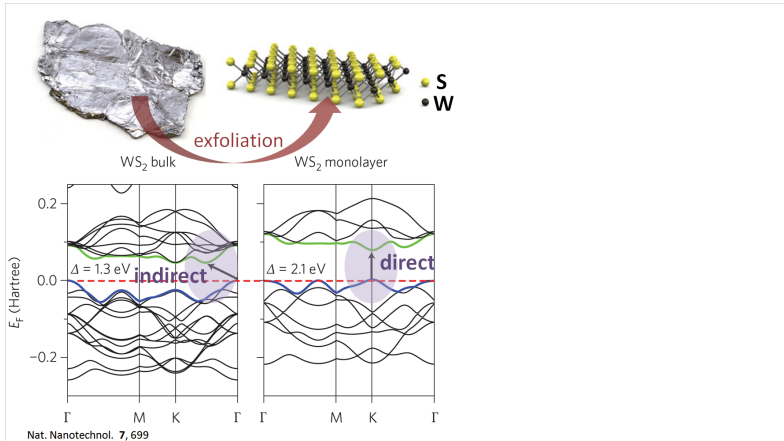 S
W
exfoliation
WS₂ bulk
WS₂ monolayer
0.2
0.0
−0.2
E_F (Hartree)
Δ = 1.3 eV
indirect
Δ = 2.1 eV
direct
Γ M K Γ
Γ M K Γ
Nat. Nanotechnol. 7, 699